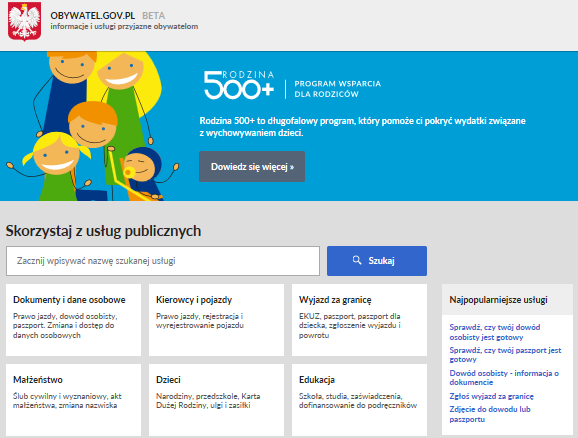 OBYWATEL.GOV.PL BETA
informacje i usługi przyjazne obywatelom
RODZINA
500+
PROGRAM WSPARCIA
DLA RODZICÓW
Rodzina 500+ to długofalowy program, który pomoże ci pokryć wydatki związane
z wychowywaniem dzieci.
Dowiedz się więcej »
Skorzystaj z usług publicznych
Zacznij wpisywać nazwę szukanej usługi
Szukaj
Dokumenty i dane osobowe
Prawo jazdy, dowód osobisty,
paszport. Zmiana i dostęp do
danych osobowych
Kierowcy i pojazdy
Prawo jazdy, rejestracja i
wyrejestrowanie pojazdu
Wyjazd za granicę
EKUZ, paszport, paszport dla
dziecka, zgłoszenie wyjazdu i
powrotu
Małżeństwo
Ślub cywilny i wyznaniowy, akt
małżeństwa, zmiana nazwiska
Dzieci
Narodziny, przedszkole, Karta
Dużej Rodziny, ulgi i zasiłki
Edukacja
Szkoła, studia, zaświadczenia,
dofinansowanie do podręczników
Najpopularniejsze usługi
Sprawdź, czy twój dowód
osobisty jest gotowy
Sprawdź, czy twój paszport jest
gotowy
Dowód osobisty - informacja o
dokumencie
Zgłoś wyjazd za granicę
Zdjęcie do dowodu lub
paszportu